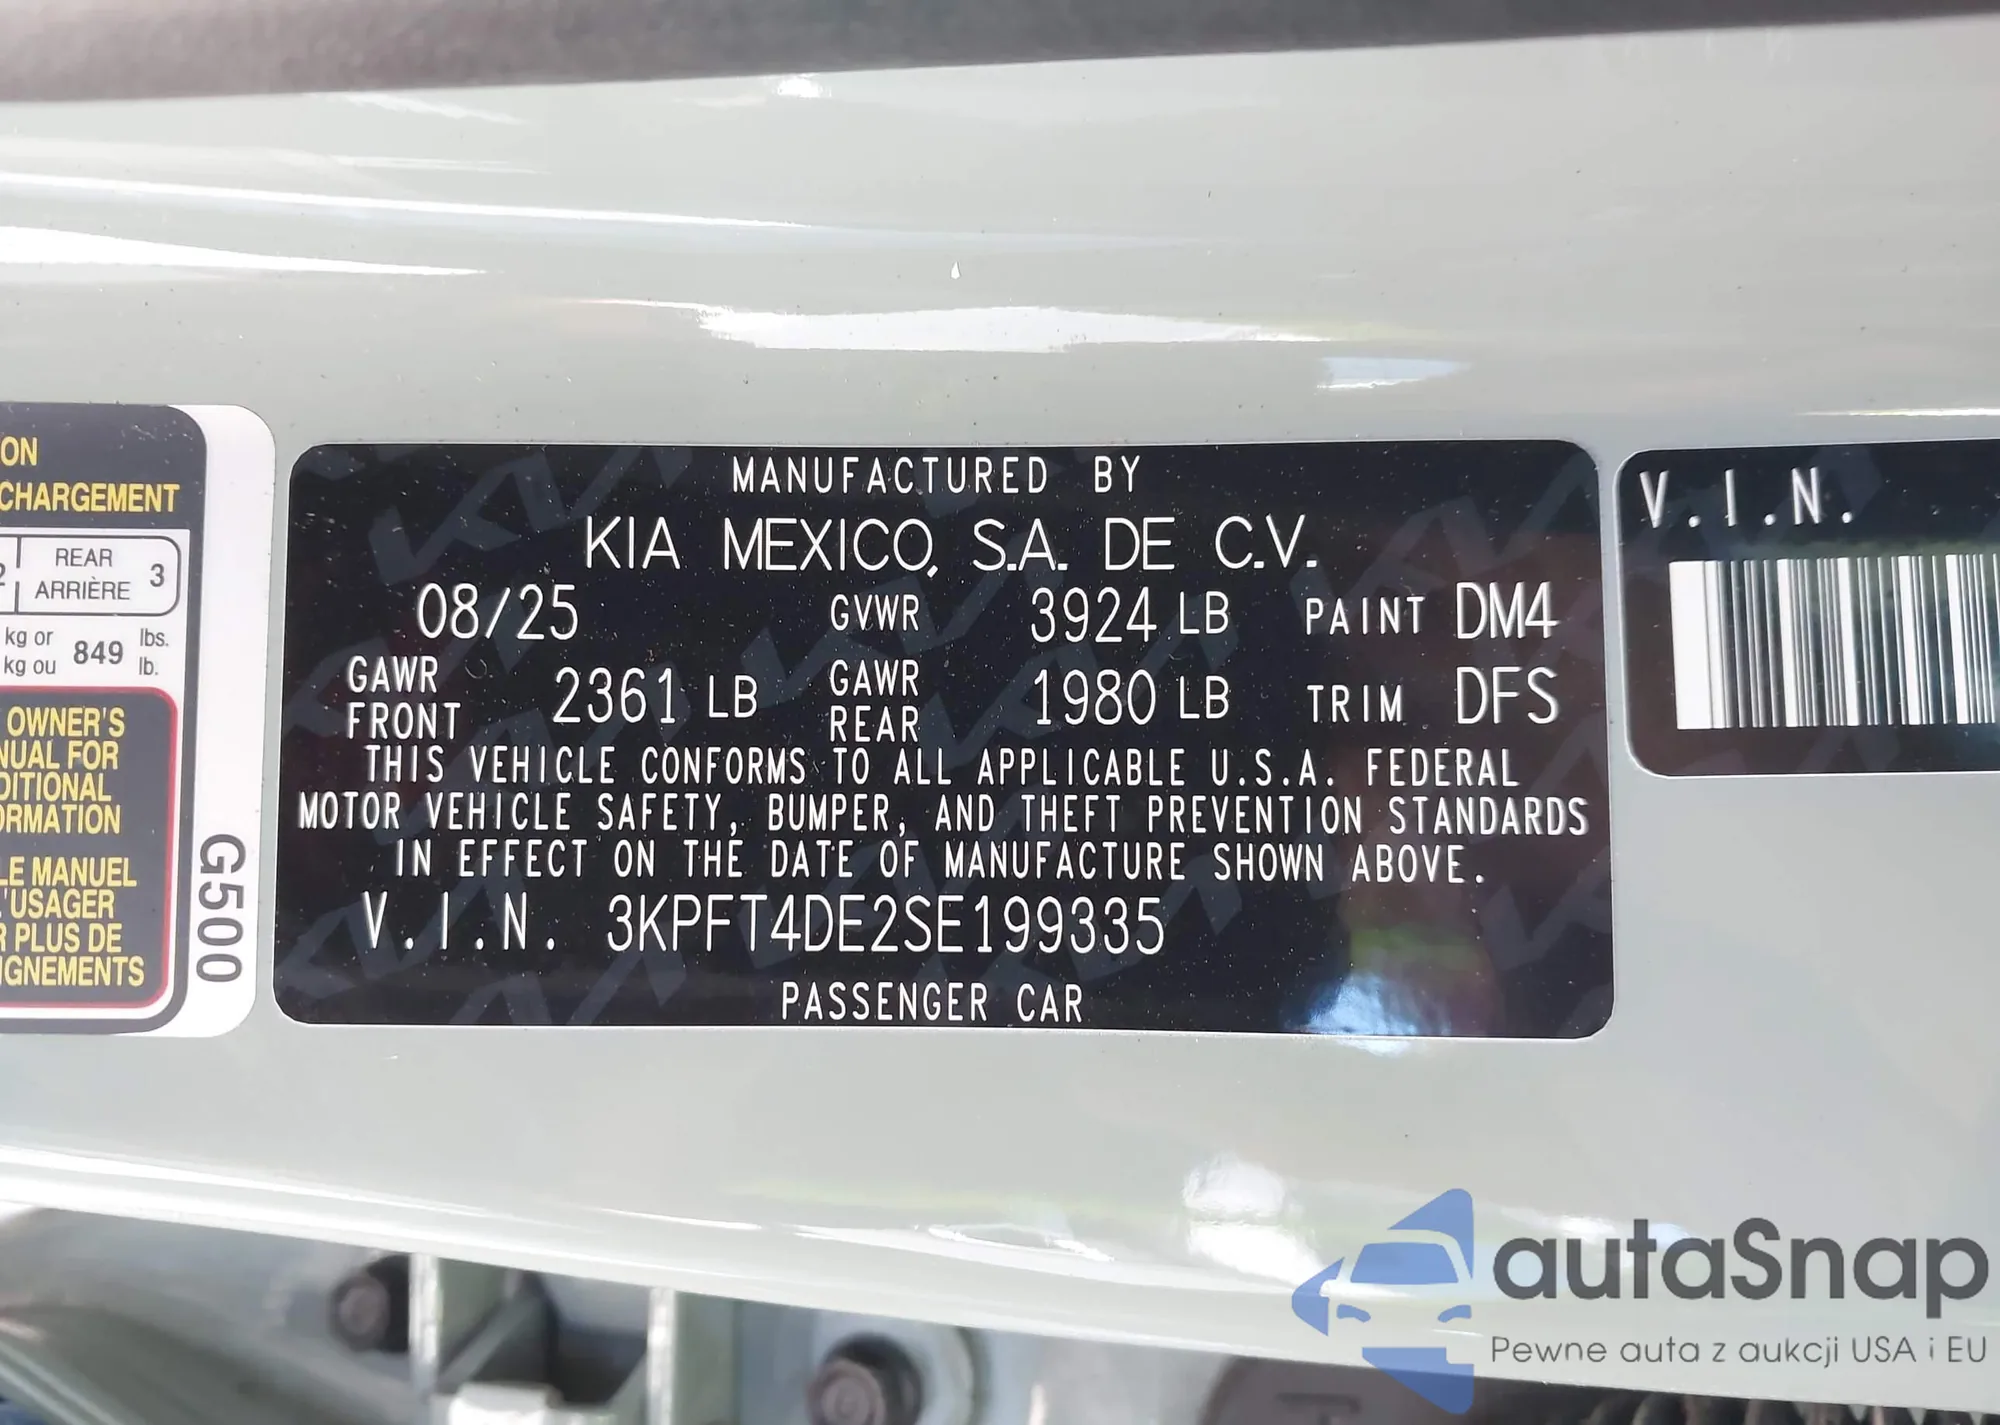 ON
CHARGEMENT
2 REAR
ARRIÈRE 3
kg or 849 lbs.
kg ou lb.
OWNER'S
NUAL FOR
DITIONAL
ORMATION
LE MANUEL
L'USAGER
R PLUS DE
IGNEMENTS
G500
MANUFACTURED BY
KIA MEXICO, S.A. DE C.V.
08/25 GVWR 3924 LB PAINT DM4
GAWR FRONT 2361 LB GAWR REAR 1980 LB TRIM DFS
THIS VEHICLE CONFORMS TO ALL APPLICABLE U.S.A. FEDERAL
MOTOR VEHICLE SAFETY, BUMPER, AND THEFT PREVENTION STANDARDS
IN EFFECT ON THE DATE OF MANUFACTURE SHOWN ABOVE.
V.I.N. 3KPFT4DE2SE199335
PASSENGER CAR
V.I.N.
autaSnap
Pewne auta z aukcji USA i EU